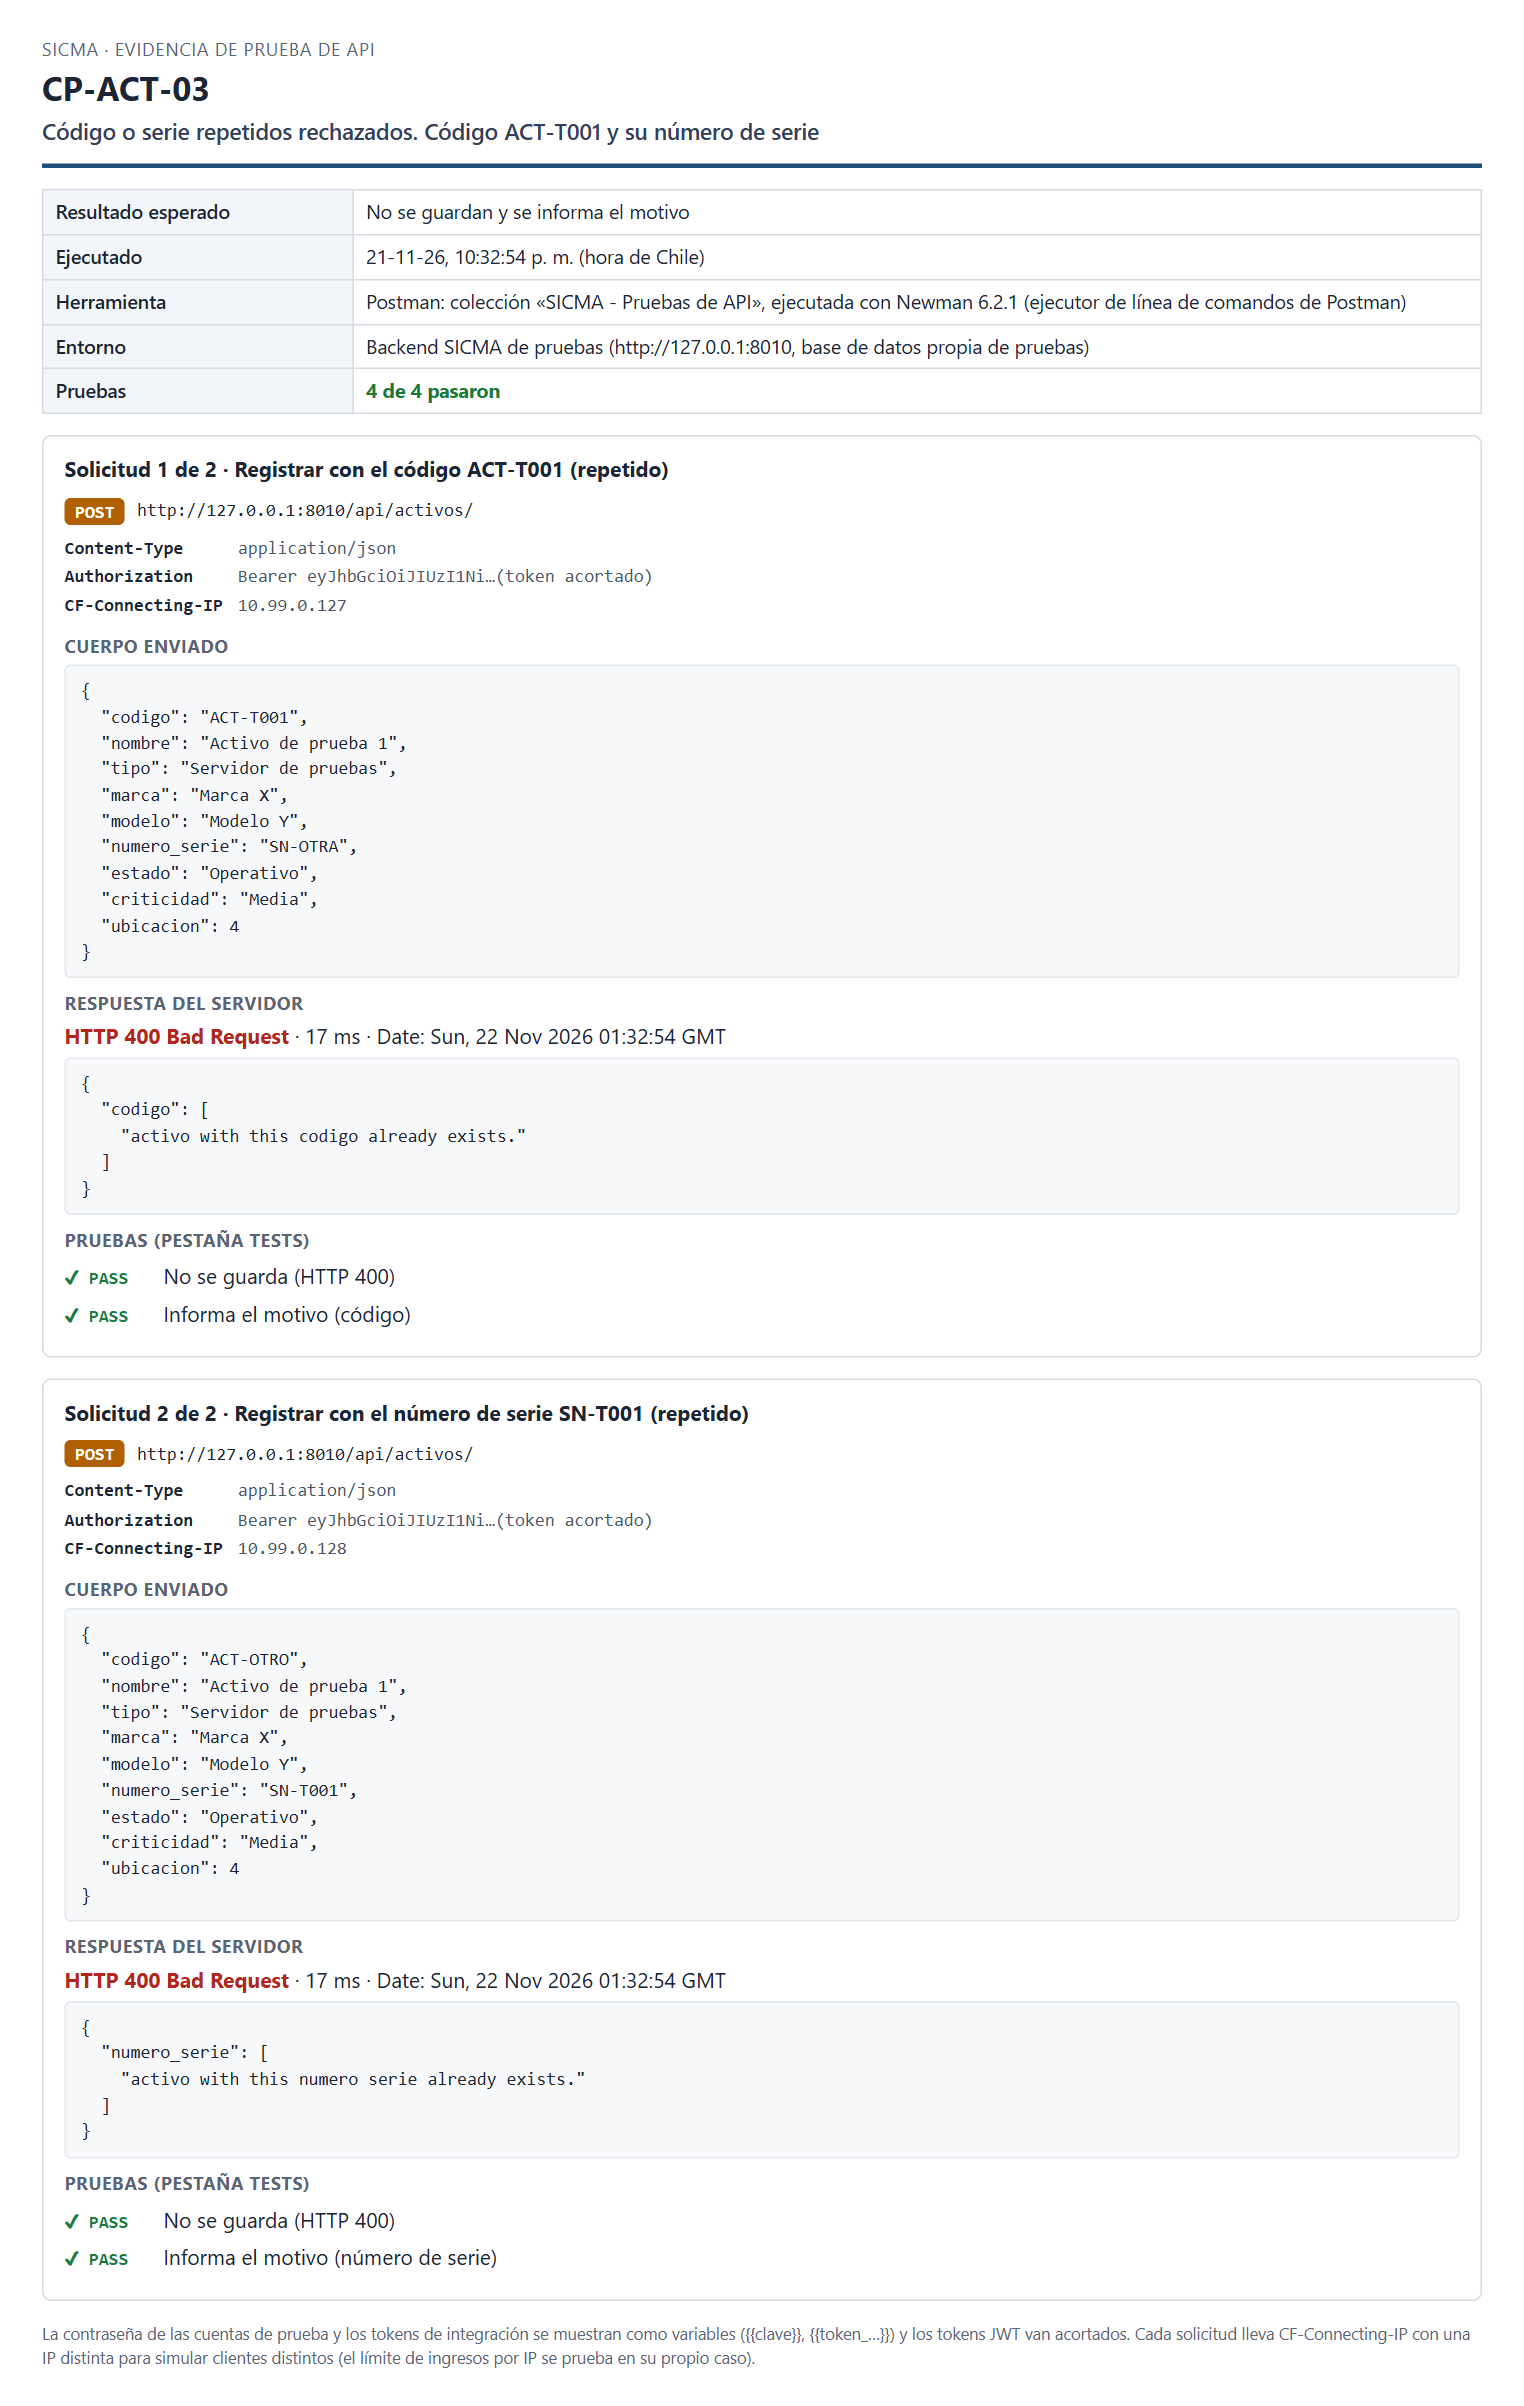 SICMA · EVIDENCIA DE PRUEBA DE API
CP-ACT-03
Código o serie repetidos rechazados. Código ACT-T001 y su número de serie
Resultado esperado No se guardan y se informa el motivo
Ejecutado 21-11-26, 10:32:54 p. m. (hora de Chile)
Herramienta Postman: colección «SICMA - Pruebas de API», ejecutada con Newman 6.2.1 (ejecutor de línea de comandos de Postman)
Entorno Backend SICMA de pruebas (http://127.0.0.1:8010, base de datos propia de pruebas)
Pruebas 4 de 4 pasaron
Solicitud 1 de 2 · Registrar con el código ACT-T001 (repetido)
POST http://127.0.0.1:8010/api/activos/
Content-Type application/json
Authorization Bearer eyJhbGciOiJIUzI1Ni…(token acortado)
CF-Connecting-IP 10.99.0.127
CUERPO ENVIADO
{
  "codigo": "ACT-T001",
  "nombre": "Activo de prueba 1",
  "tipo": "Servidor de pruebas",
  "marca": "Marca X",
  "modelo": "Modelo Y",
  "numero_serie": "SN-OTRA",
  "estado": "Operativo",
  "criticidad": "Media",
  "ubicacion": 4
}
RESPUESTA DEL SERVIDOR
HTTP 400 Bad Request · 17 ms · Date: Sun, 22 Nov 2026 01:32:54 GMT
{
  "codigo": [
    "activo with this codigo already exists."
  ]
}
PRUEBAS (PESTAÑA TESTS)
✔ PASS No se guarda (HTTP 400)
✔ PASS Informa el motivo (código)
Solicitud 2 de 2 · Registrar con el número de serie SN-T001 (repetido)
POST http://127.0.0.1:8010/api/activos/
Content-Type application/json
Authorization Bearer eyJhbGciOiJIUzI1Ni…(token acortado)
CF-Connecting-IP 10.99.0.128
CUERPO ENVIADO
{
  "codigo": "ACT-OTRO",
  "nombre": "Activo de prueba 1",
  "tipo": "Servidor de pruebas",
  "marca": "Marca X",
  "modelo": "Modelo Y",
  "numero_serie": "SN-T001",
  "estado": "Operativo",
  "criticidad": "Media",
  "ubicacion": 4
}
RESPUESTA DEL SERVIDOR
HTTP 400 Bad Request · 17 ms · Date: Sun, 22 Nov 2026 01:32:54 GMT
{
  "numero_serie": [
    "activo with this numero serie already exists."
  ]
}
PRUEBAS (PESTAÑA TESTS)
✔ PASS No se guarda (HTTP 400)
✔ PASS Informa el motivo (número de serie)
La contraseña de las cuentas de prueba y los tokens de integración se muestran como variables ({{clave}}, {{token_...}}) y los tokens JWT van acortados. Cada solicitud lleva CF-Connecting-IP con una
IP distinta para simular clientes distintos (el límite de ingresos por IP se prueba en su propio caso).